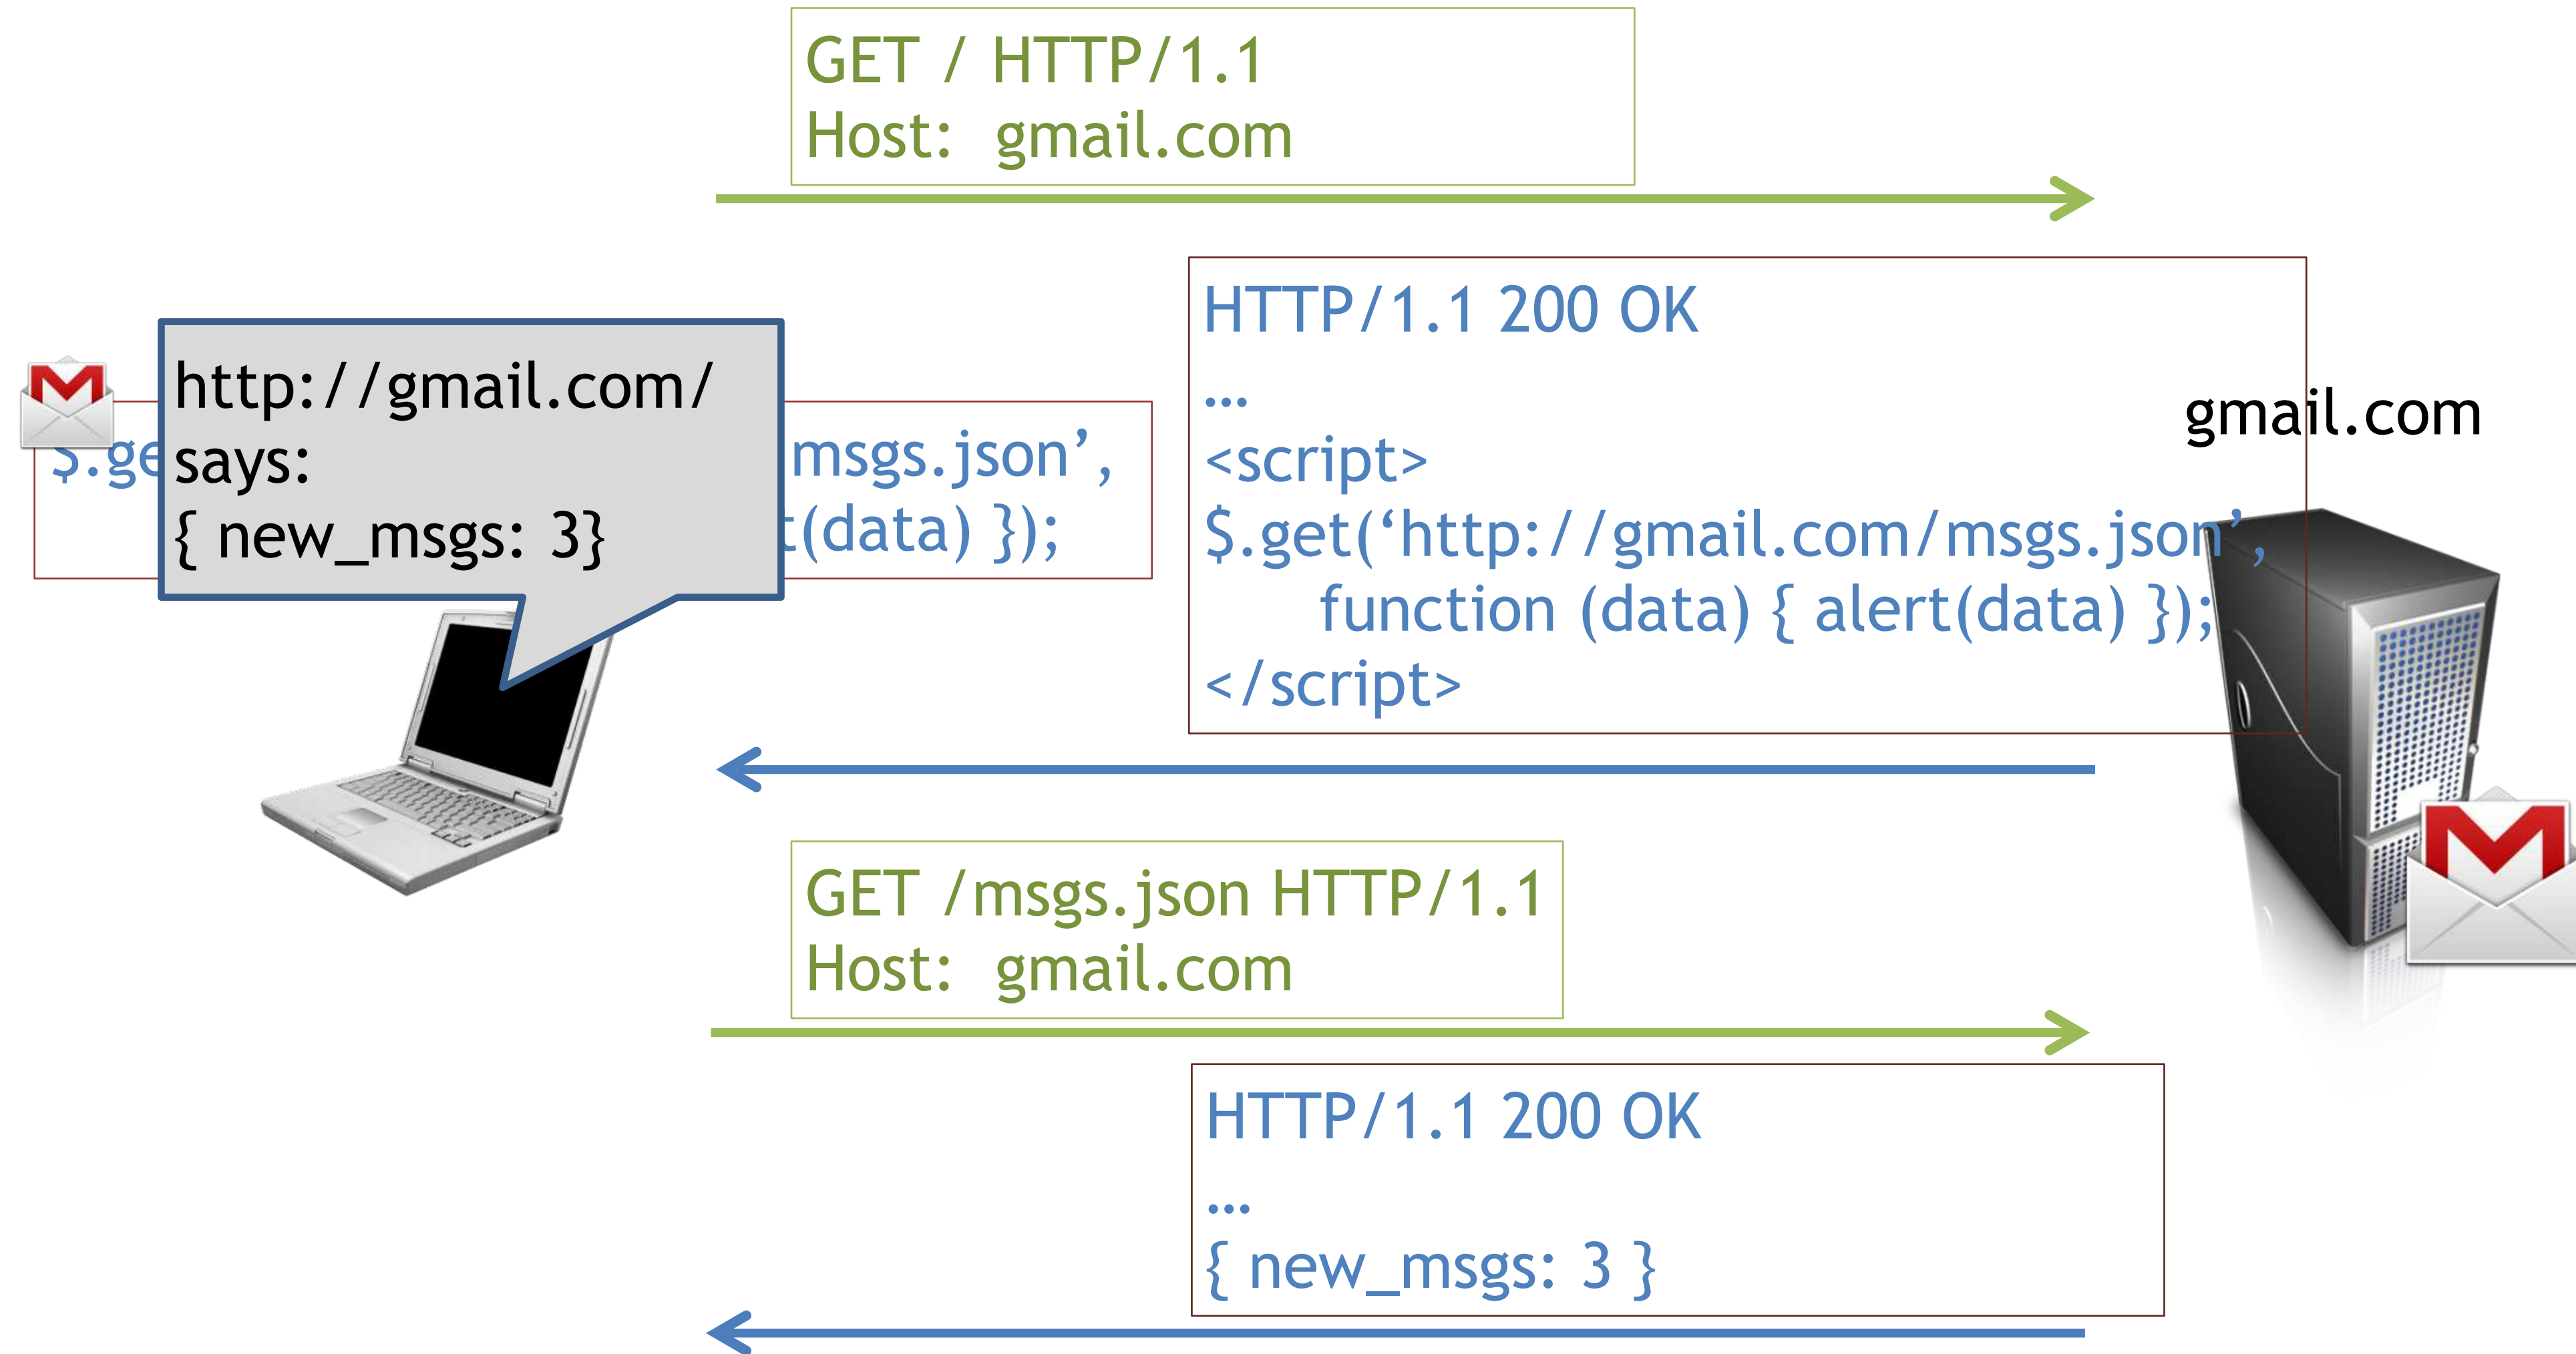 GET / HTTP/1.1
Host: gmail.com
http://gmail.com/
says:
{ new_msgs: 3}
$.ge
msgs.json’,
t(data) });
HTTP/1.1 200 OK
…
<script>
$.get(‘http://gmail.com/msgs.json’,
function (data) { alert(data) });
</script>
gmail.com
GET /msgs.json HTTP/1.1
Host: gmail.com
HTTP/1.1 200 OK
…
{ new_msgs: 3 }